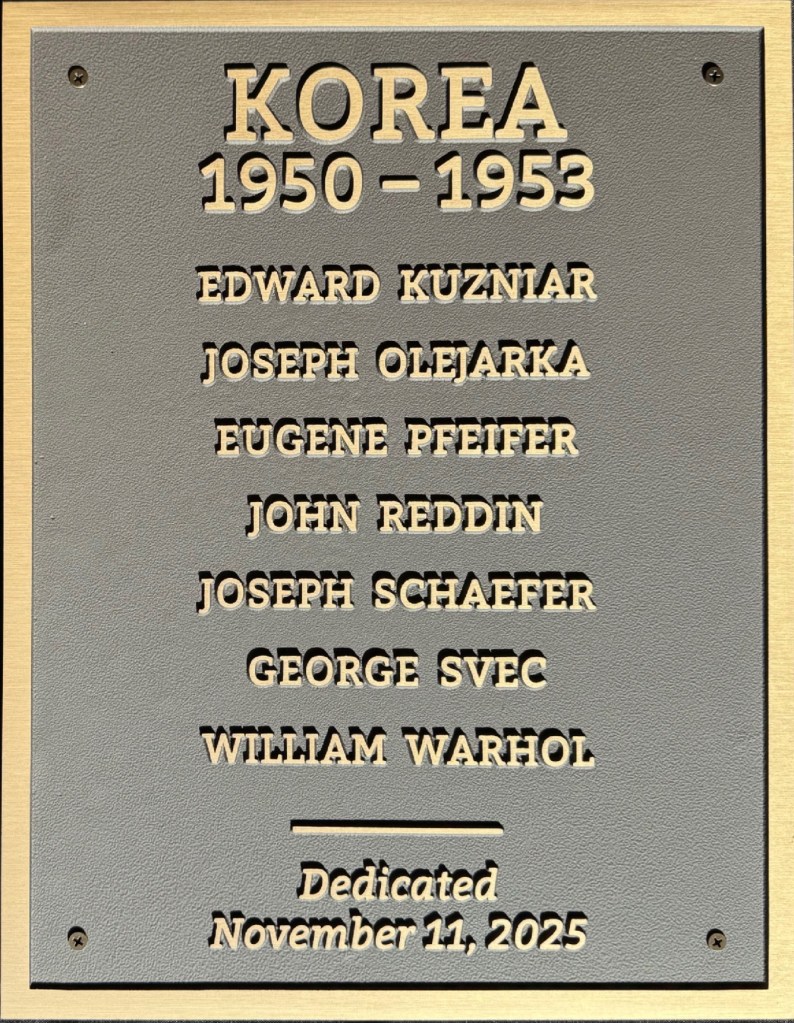 KOREA
1950 – 1953
EDWARD KUZNIAR
JOSEPH OLEJARKA
EUGENE PFEIFER
JOHN REDDIN
JOSEPH SCHAEFER
GEORGE SVEC
WILLIAM WARHOL
Dedicated
November 11, 2025